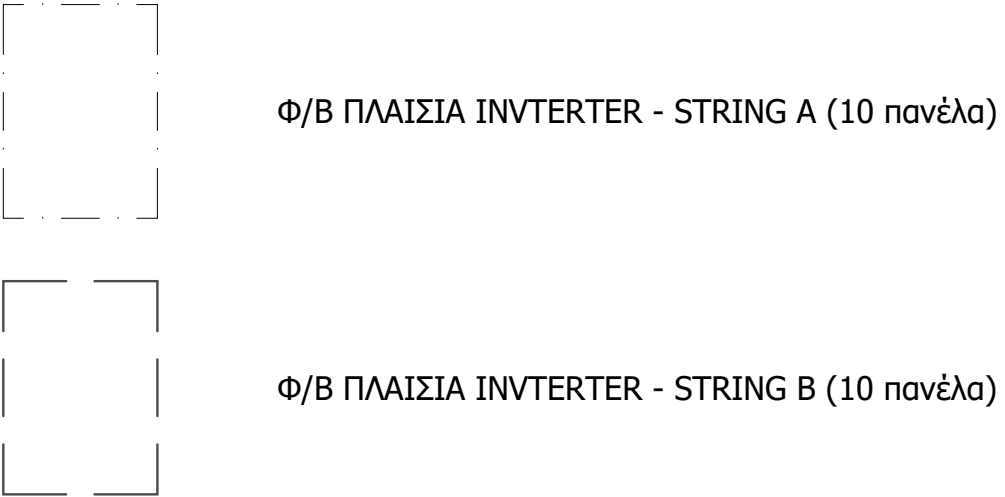 Φ/Β ΠΛΑΙΣΙΑ INVTERTER - STRING A (10 πανέλα)
Φ/Β ΠΛΑΙΣΙΑ INVTERTER - STRING B (10 πανέλα)